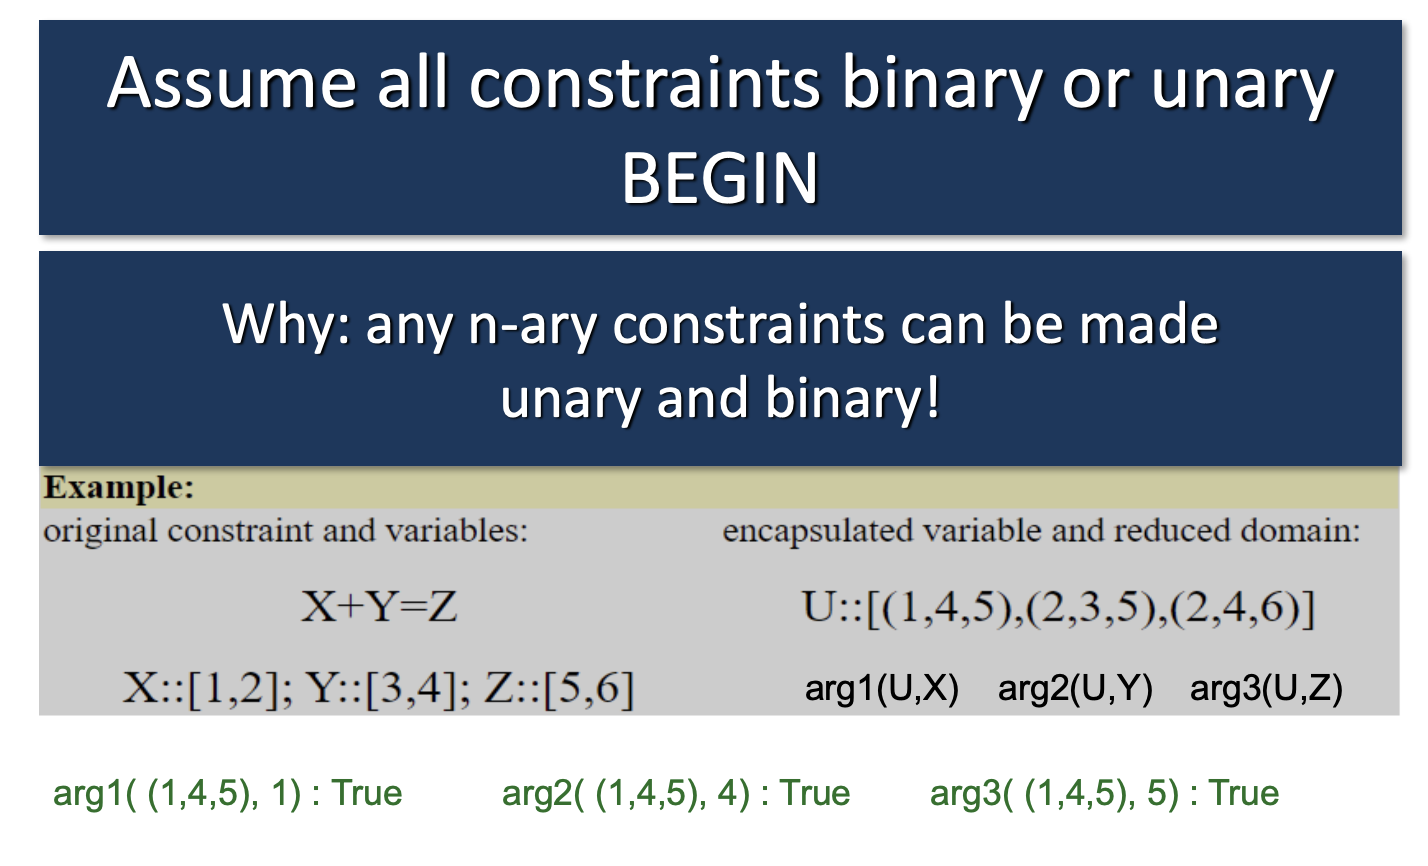 Assume all constraints binary or unary
BEGIN
Why: any n-ary constraints can be made
unary and binary!
Example:
original constraint and variables: encapsulated variable and reduced domain:
X+Y=Z U::[(1,4,5),(2,3,5),(2,4,6)]
X::[1,2]; Y::[3,4]; Z::[5,6] arg1(U,X) arg2(U,Y) arg3(U,Z)
arg1( (1,4,5), 1) : True arg2( (1,4,5), 4) : True arg3( (1,4,5), 5) : True